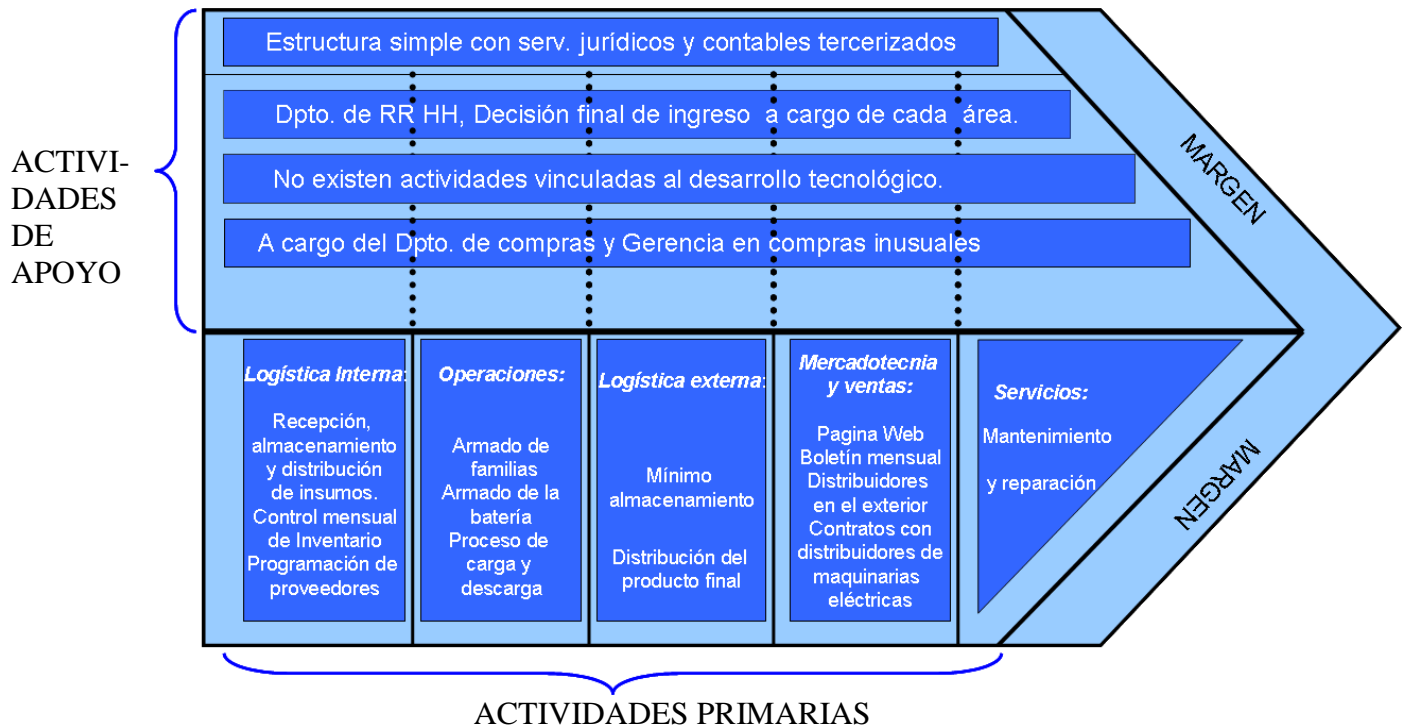 ACTIVI-
DADES
DE
APOYO
Estructura simple con serv. jurídicos y contables tercerizados
Dpto. de RR HH, Decisión final de ingreso a cargo de cada área.
No existen actividades vinculadas al desarrollo tecnológico.
A cargo del Dpto. de compras y Gerencia en compras inusuales
MARGEN
Logística Interna:
Recepción,
almacenamiento
y distribución
de insumos.
Control mensual
de Inventario
Programación de
proveedores
Operaciones:
Armado de
familias
Armado de la
batería
Proceso de
carga y
descarga
Logística externa:
Mínimo
almacenamiento
Distribución del
producto final
Mercadotecnia
y ventas:
Pagina Web
Boletín mensual
Distribuidores
en el exterior
Contratos con
distribuidores de
maquinarias
eléctricas
Servicios:
Mantenimiento
y reparación
MARGEN
ACTIVIDADES PRIMARIAS